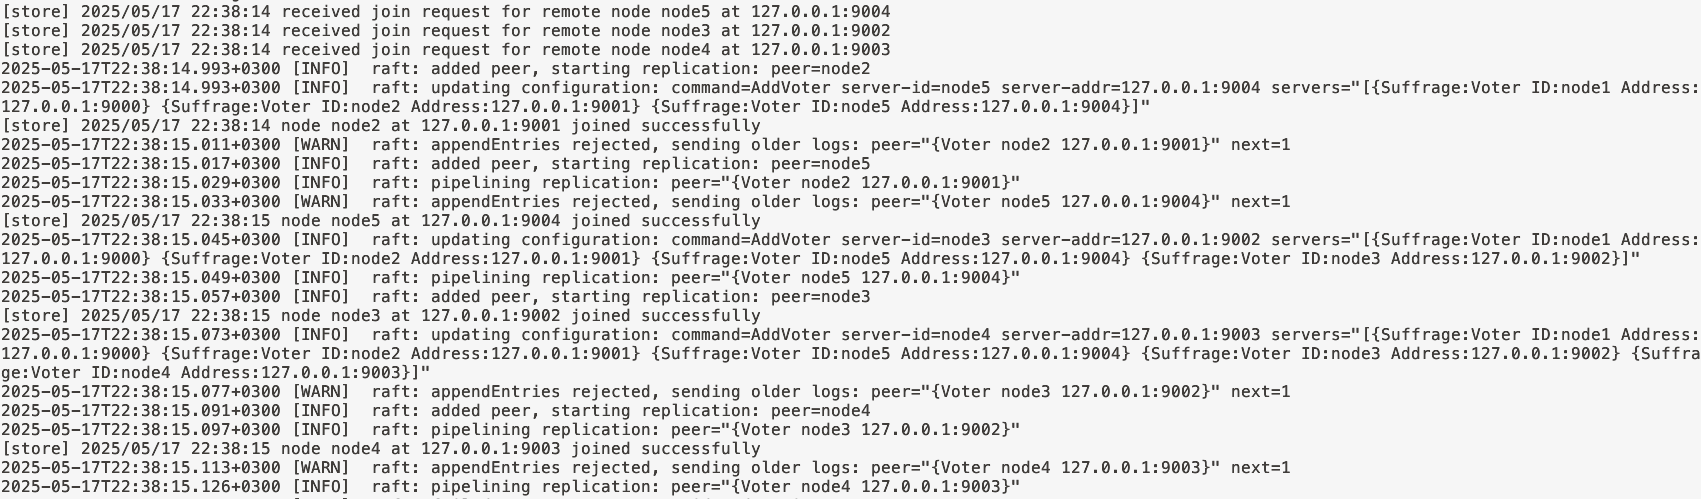 [store] 2025/05/17 22:38:14 received join request for remote node node5 at 127.0.0.1:9004
[store] 2025/05/17 22:38:14 received join request for remote node node3 at 127.0.0.1:9002
[store] 2025/05/17 22:38:14 received join request for remote node node4 at 127.0.0.1:9003
2025-05-17T22:38:14.993+0300 [INFO]  raft: added peer, starting replication: peer=node2
2025-05-17T22:38:14.993+0300 [INFO]  raft: updating configuration: command=AddVoter server-id=node5 server-addr=127.0.0.1:9004 servers="[{Suffrage:Voter ID:node1 Address:
127.0.0.1:9000} {Suffrage:Voter ID:node2 Address:127.0.0.1:9001} {Suffrage:Voter ID:node5 Address:127.0.0.1:9004}]"
[store] 2025/05/17 22:38:14 node node2 at 127.0.0.1:9001 joined successfully
2025-05-17T22:38:15.011+0300 [WARN]  raft: appendEntries rejected, sending older logs: peer="{Voter node2 127.0.0.1:9001}" next=1
2025-05-17T22:38:15.017+0300 [INFO]  raft: added peer, starting replication: peer=node5
2025-05-17T22:38:15.029+0300 [INFO]  raft: pipelining replication: peer="{Voter node2 127.0.0.1:9001}"
2025-05-17T22:38:15.033+0300 [WARN]  raft: appendEntries rejected, sending older logs: peer="{Voter node5 127.0.0.1:9004}" next=1
[store] 2025/05/17 22:38:15 node node5 at 127.0.0.1:9004 joined successfully
2025-05-17T22:38:15.045+0300 [INFO]  raft: updating configuration: command=AddVoter server-id=node3 server-addr=127.0.0.1:9002 servers="[{Suffrage:Voter ID:node1 Address:
127.0.0.1:9000} {Suffrage:Voter ID:node2 Address:127.0.0.1:9001} {Suffrage:Voter ID:node5 Address:127.0.0.1:9004} {Suffrage:Voter ID:node3 Address:127.0.0.1:9002}]"
2025-05-17T22:38:15.049+0300 [INFO]  raft: pipelining replication: peer="{Voter node5 127.0.0.1:9004}"
2025-05-17T22:38:15.057+0300 [INFO]  raft: added peer, starting replication: peer=node3
[store] 2025/05/17 22:38:15 node node3 at 127.0.0.1:9002 joined successfully
2025-05-17T22:38:15.073+0300 [INFO]  raft: updating configuration: command=AddVoter server-id=node4 server-addr=127.0.0.1:9003 servers="[{Suffrage:Voter ID:node1 Address:
127.0.0.1:9000} {Suffrage:Voter ID:node2 Address:127.0.0.1:9001} {Suffrage:Voter ID:node5 Address:127.0.0.1:9004} {Suffrage:Voter ID:node3 Address:127.0.0.1:9002} {Suffra
ge:Voter ID:node4 Address:127.0.0.1:9003}]"
2025-05-17T22:38:15.077+0300 [WARN]  raft: appendEntries rejected, sending older logs: peer="{Voter node3 127.0.0.1:9002}" next=1
2025-05-17T22:38:15.091+0300 [INFO]  raft: added peer, starting replication: peer=node4
2025-05-17T22:38:15.097+0300 [INFO]  raft: pipelining replication: peer="{Voter node3 127.0.0.1:9002}"
[store] 2025/05/17 22:38:15 node node4 at 127.0.0.1:9003 joined successfully
2025-05-17T22:38:15.113+0300 [WARN]  raft: appendEntries rejected, sending older logs: peer="{Voter node4 127.0.0.1:9003}" next=1
2025-05-17T22:38:15.126+0300 [INFO]  raft: pipelining replication: peer="{Voter node4 127.0.0.1:9003}"